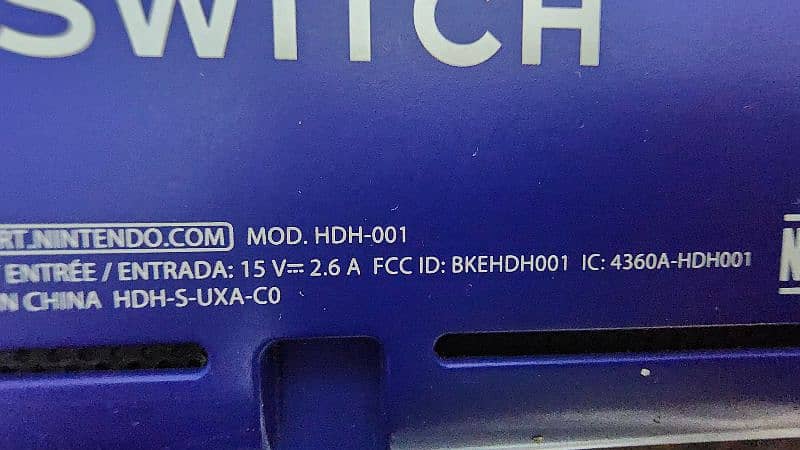 SWITCH
RT.NINTENDO.COM MOD. HDH-001
ENTRÉE / ENTRADA: 15 V⎓ 2.6 A FCC ID: BKEHDH001 IC: 4360A-HDH001
N CHINA HDH-S-UXA-C0
N